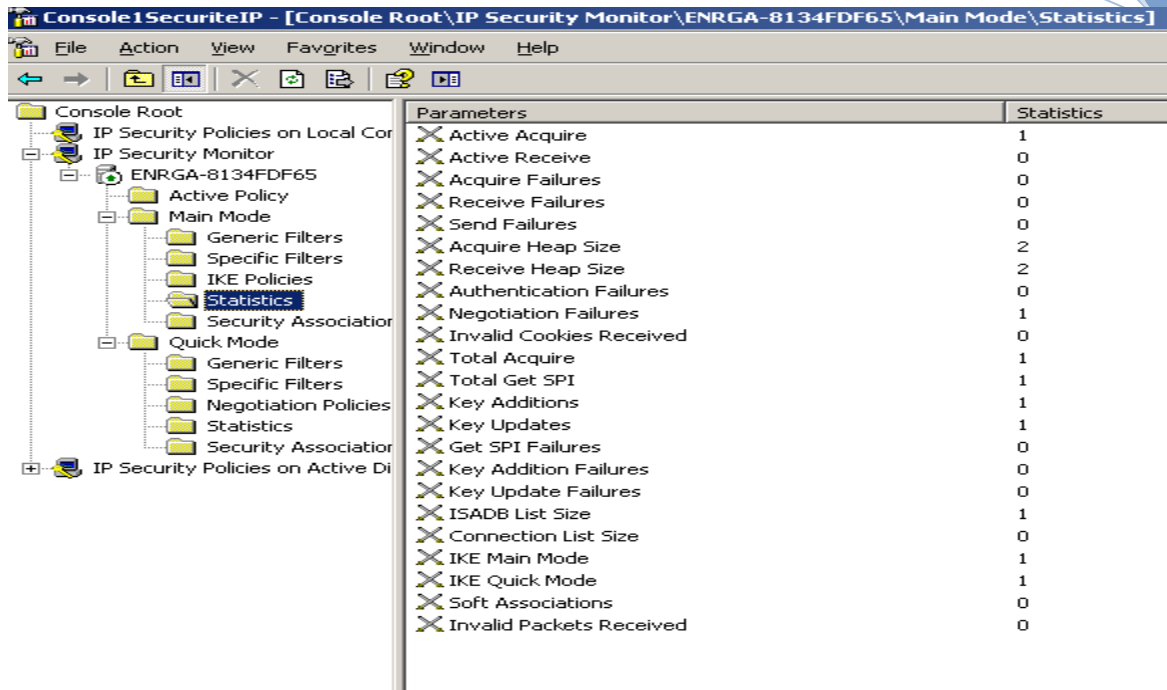 Console1SecuriteIP - [Console Root\IP Security Monitor\ENRGA-8134FDF65\Main Mode\Statistics]
File Action View Favorites Window Help
Console Root
IP Security Policies on Local Cor
IP Security Monitor
ENRGA-8134FDF65
Active Policy
Main Mode
Generic Filters
Specific Filters
IKE Policies
Statistics
Security Association
Quick Mode
Generic Filters
Specific Filters
Negotiation Policies
Statistics
Security Association
IP Security Policies on Active Di
Parameters Statistics
Active Acquire 1
Active Receive 0
Acquire Failures 0
Receive Failures 0
Send Failures 0
Acquire Heap Size 2
Receive Heap Size 2
Authentication Failures 0
Negotiation Failures 1
Invalid Cookies Received 0
Total Acquire 1
Total Get SPI 1
Key Additions 1
Key Updates 1
Get SPI Failures 0
Key Addition Failures 0
Key Update Failures 0
ISADB List Size 1
Connection List Size 0
IKE Main Mode 1
IKE Quick Mode 1
Soft Associations 0
Invalid Packets Received 0